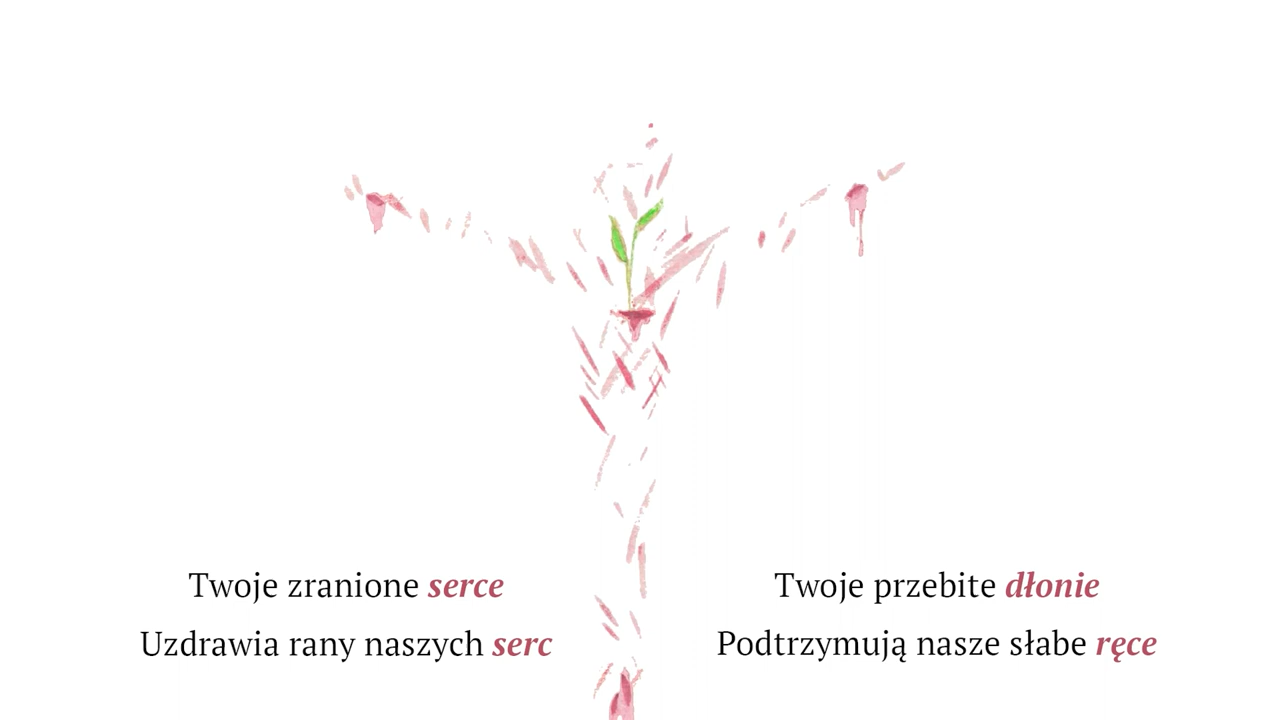 Twoje zranione serce
Uzdrawia rany naszych serc
Twoje przebite dłonie
Podtrzymują nasze słabe ręce